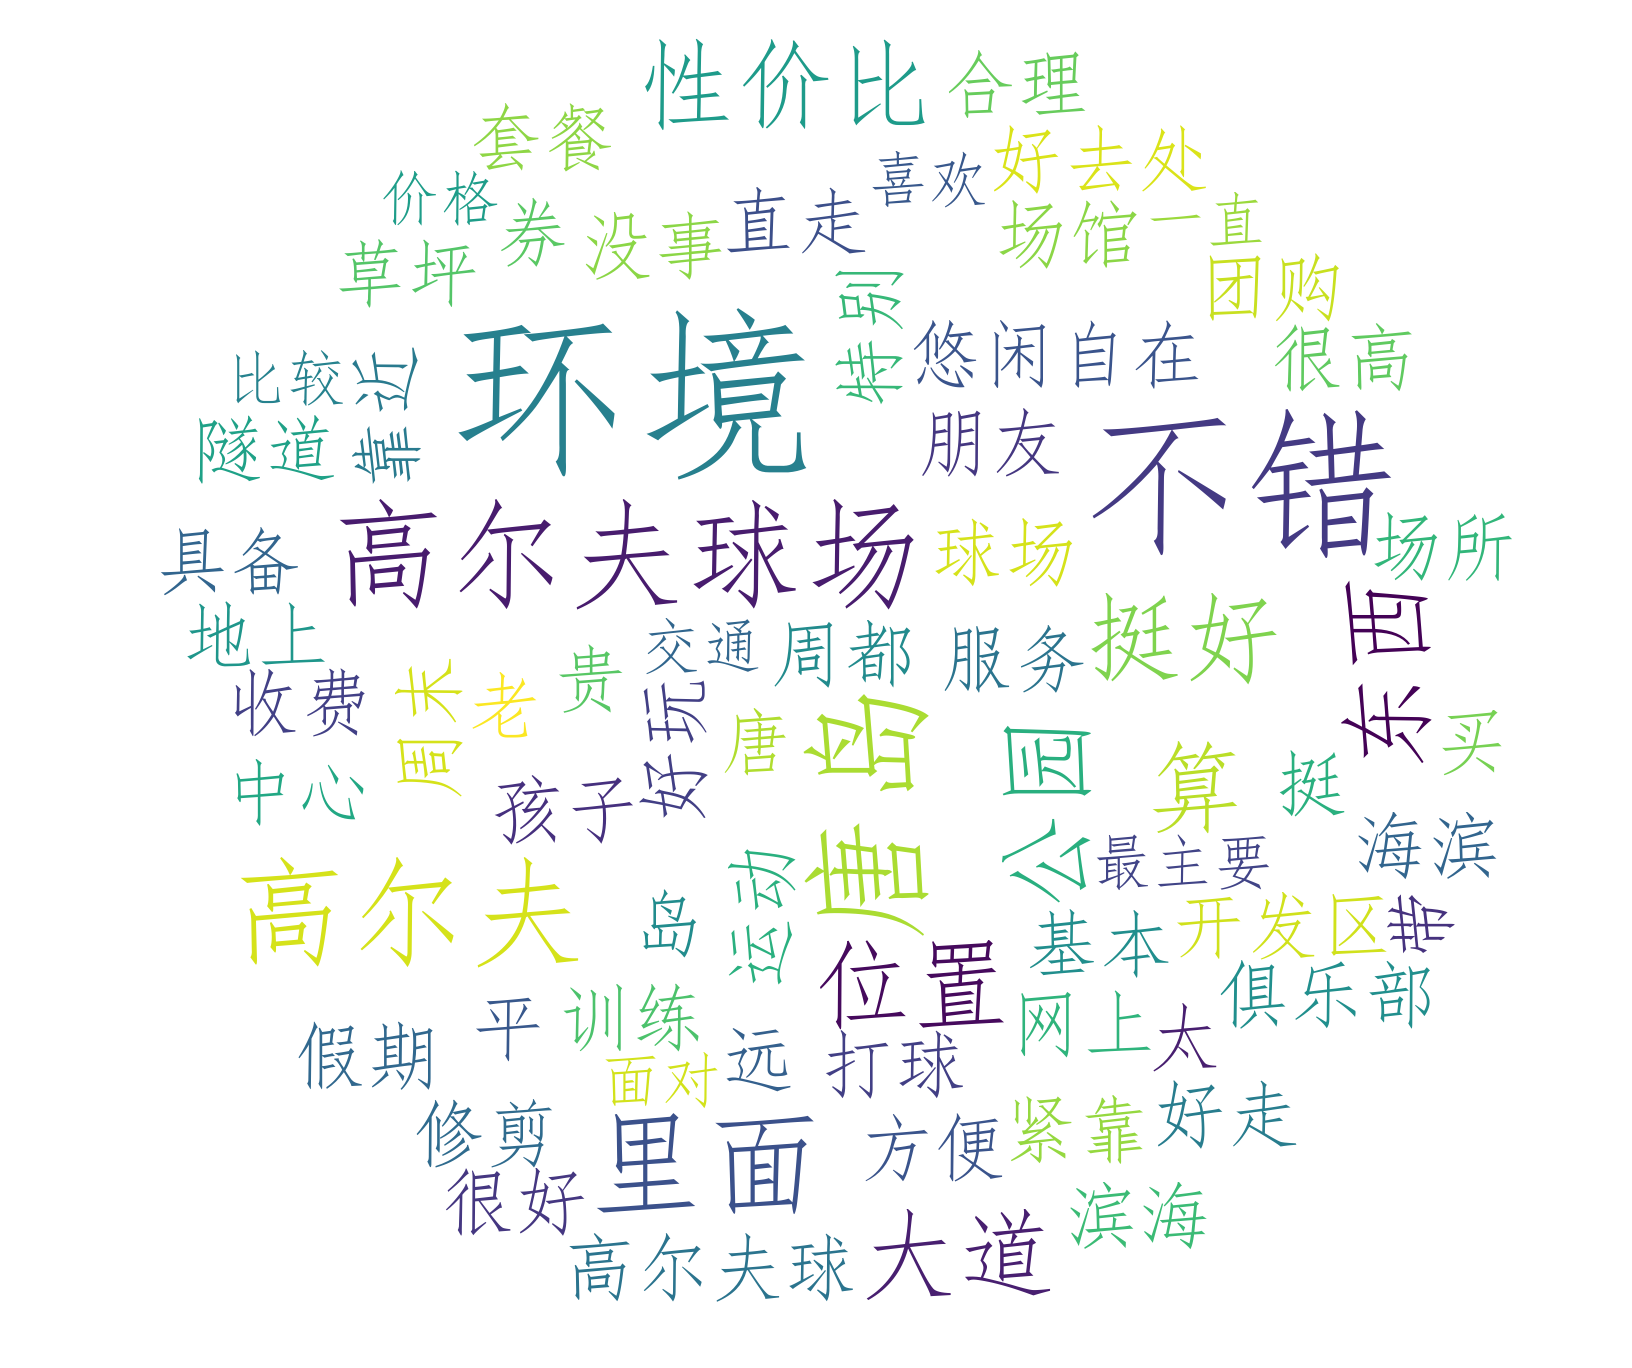 性价比
合理
套餐
好去处
喜欢
价格
券
没事
直走
场馆
一直
草坪
特别
团购
环境
悠闲自在
很高
比较
靠近
隧道
朋友
不错
高尔夫球场
球场
场所
具备
地上
交通
周都
服务
挺好
东西
收费
周末
老
贵
好玩
唐
唐岛
公园
算
挺
买
中心
孩子
最主要
海滨
高尔夫
岛
运动
位置
基本
开发区
带
俱乐部
假期
平
训练
面对
远
打球
网上
太
修剪
里面
方便
紧靠
好走
很好
滨海
高尔夫球
大道